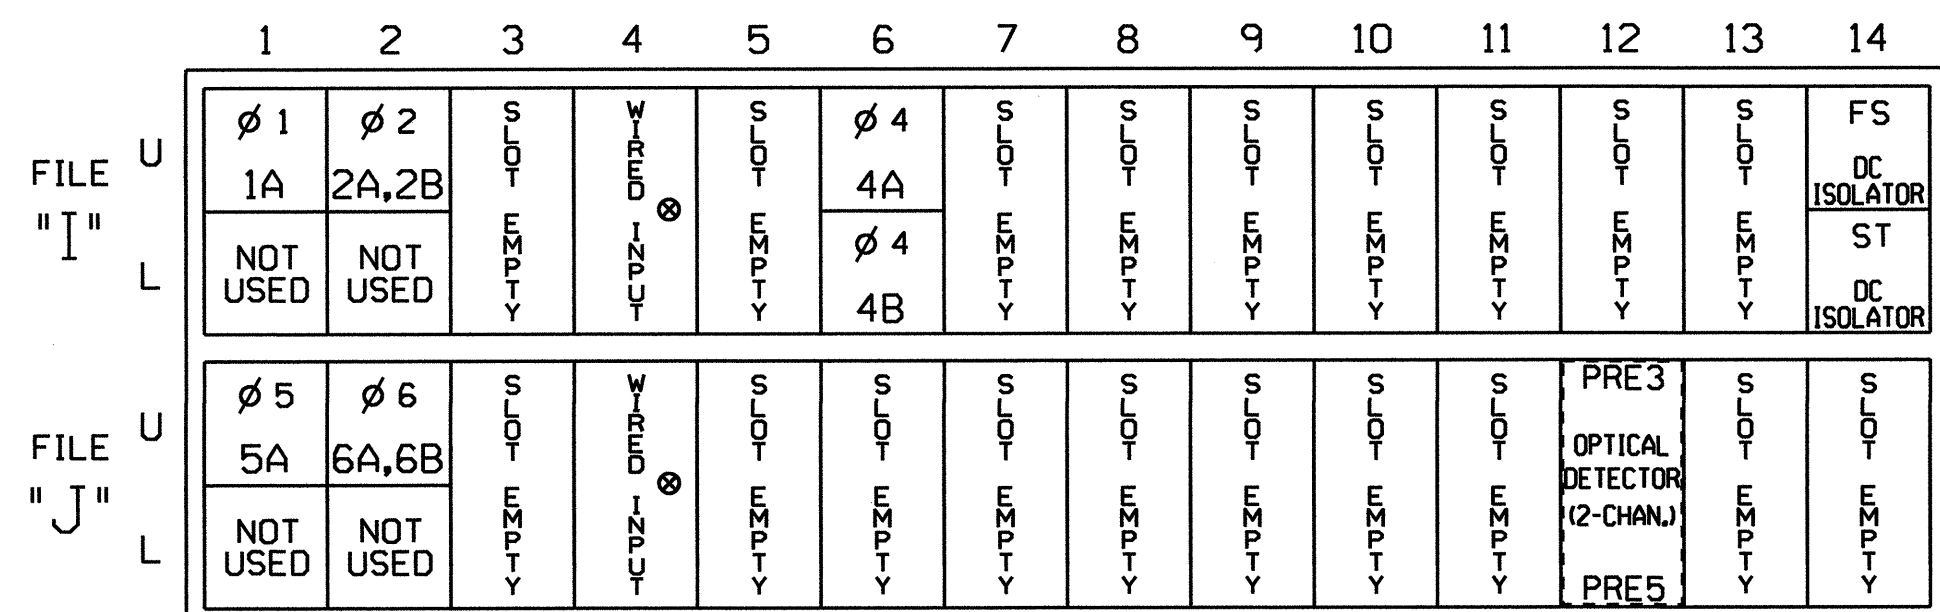 1 2 3 4 5 6 7 8 9 10 11 12 13 14
FILE "I"
U
L
ø 1
1A
NOT USED
ø 2
2A,2B
NOT USED
SLOT EMPTY
WIRED INPUT
SLOT EMPTY
ø 4
4A
ø 4
4B
SLOT EMPTY
SLOT EMPTY
SLOT EMPTY
SLOT EMPTY
SLOT EMPTY
SLOT EMPTY
SLOT EMPTY
FS
DC
ISOLATOR
ST
DC
ISOLATOR
FILE "J"
U
L
ø 5
5A
NOT USED
ø 6
6A,6B
NOT USED
SLOT EMPTY
WIRED INPUT
SLOT EMPTY
SLOT EMPTY
SLOT EMPTY
SLOT EMPTY
SLOT EMPTY
SLOT EMPTY
SLOT EMPTY
PRE3
OPTICAL
DETECTOR
(2-CHAN.)
PRE5
SLOT EMPTY
SLOT EMPTY